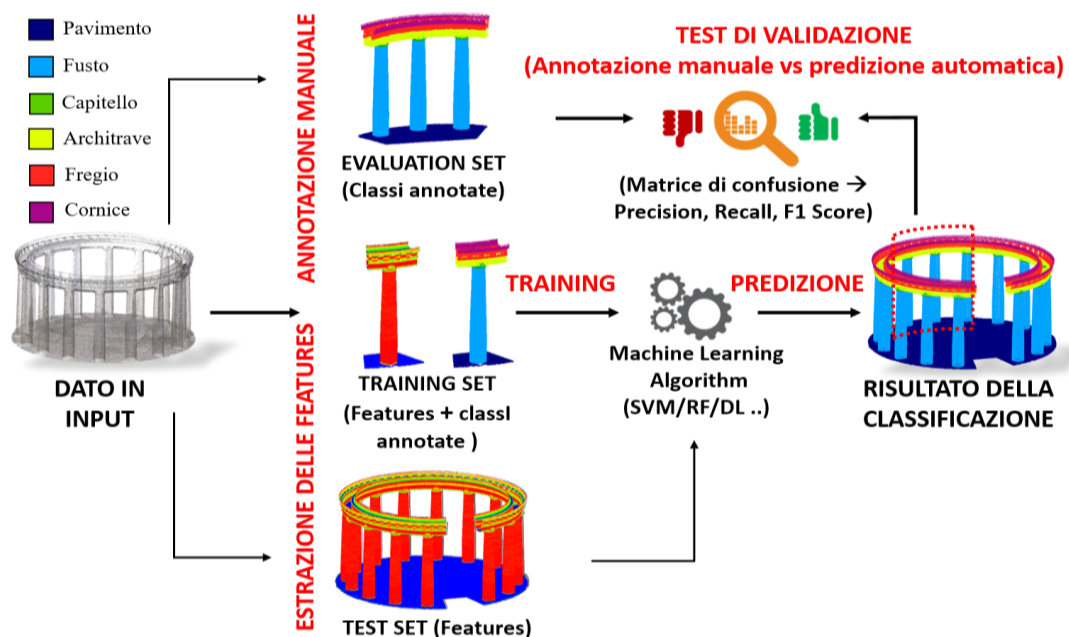 Pavimento
Fusto
Capitello
Architrave
Fregio
Cornice
DATO IN
INPUT
ANNOTAZIONE MANUALE
ESTRAZIONE DELLE FEATURES
EVALUATION SET
(Classi annotate)
TEST DI VALIDAZIONE
(Annotazione manuale vs predizione automatica)
(Matrice di confusione →
Precision, Recall, F1 Score)
TRAINING SET
(Features + classI
annotate )
TRAINING
Machine Learning
Algorithm
(SVM/RF/DL ..)
PREDIZIONE
RISULTATO DELLA
CLASSIFICAZIONE
TEST SET (Features)